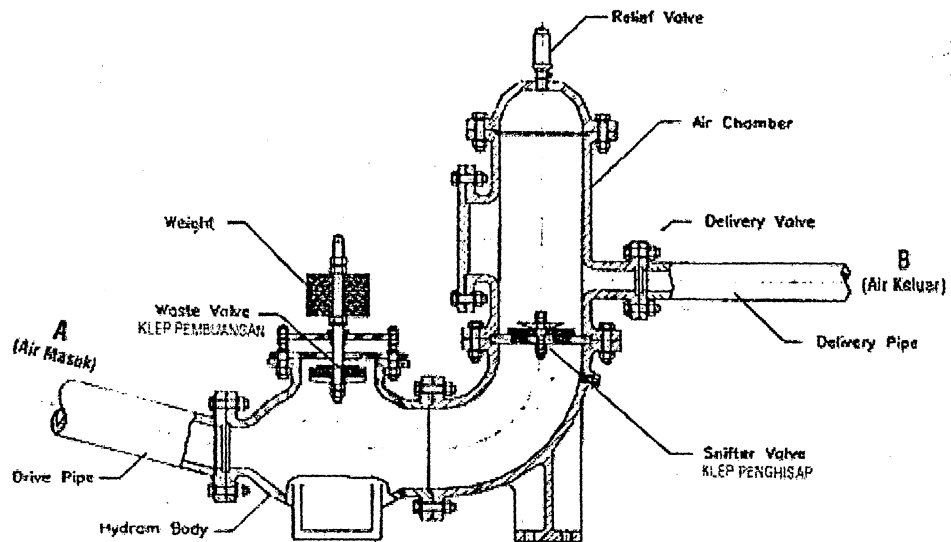 Relief Valve
Air Chamber
Weight
Delivery Valve
B
(Air Keluar)
Waste Valve
KLEP PEMBUANGAN
A
(Air Masuk)
Delivery Pipe
Snifter Valve
KLEP PENGHISAP
Drive Pipe
Hydram Body